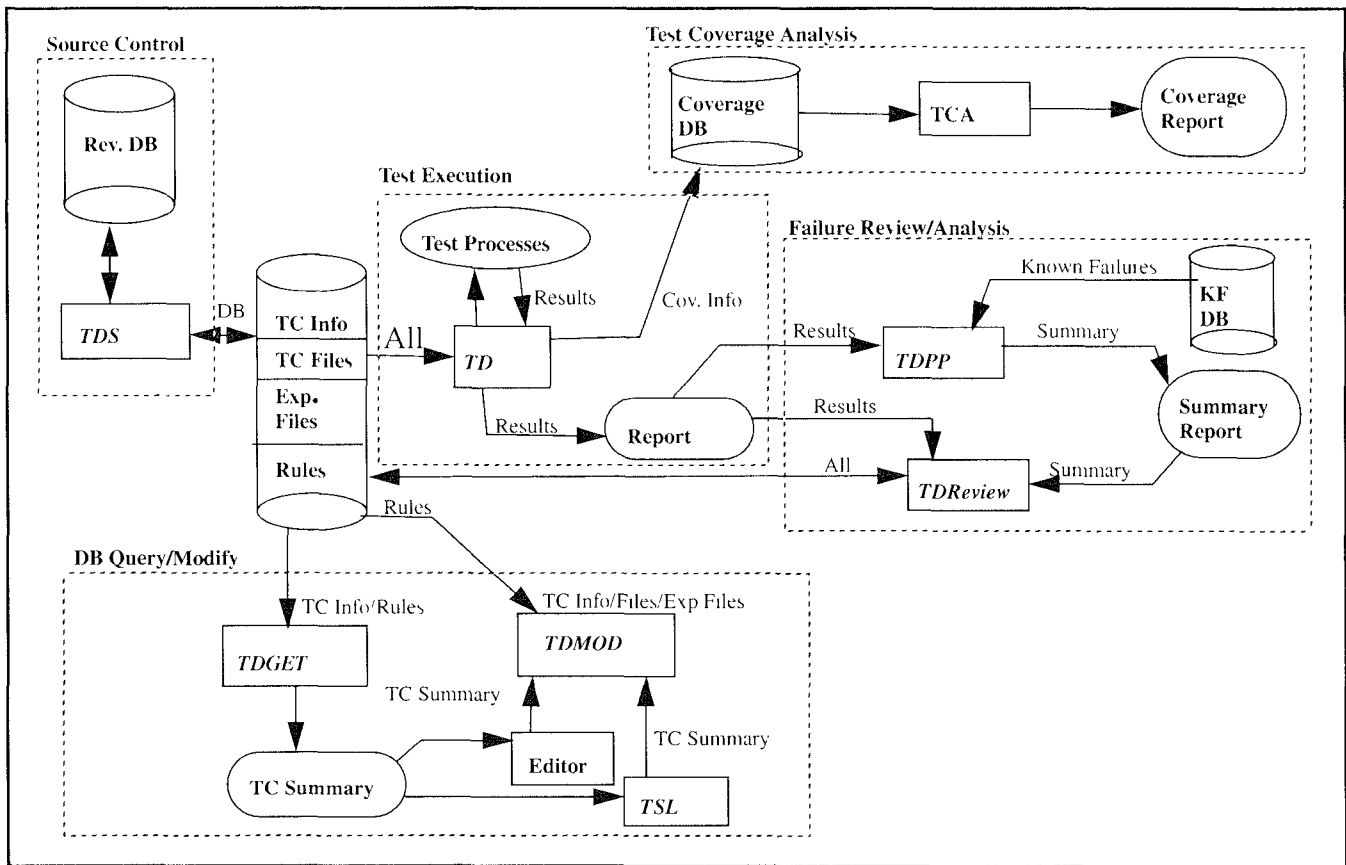 Source Control
Rev. DB
TDS
DB
TC Info
TC Files
Exp.
Files
Rules
All
Test Execution
Test Processes
Results
TD
Results
Report
Cov. Info
Test Coverage Analysis
Coverage
DB
TCA
Coverage
Report
Failure Review/Analysis
Known Failures
KF
DB
Results
TDPP
Summary
Summary
Report
Results
All
TDReview
Summary
Rules
DB Query/Modify
TC Info/Rules
TDGET
TC Info/Files/Exp Files
TDMOD
TC Summary
TC Summary
TC Summary
Editor
TSL